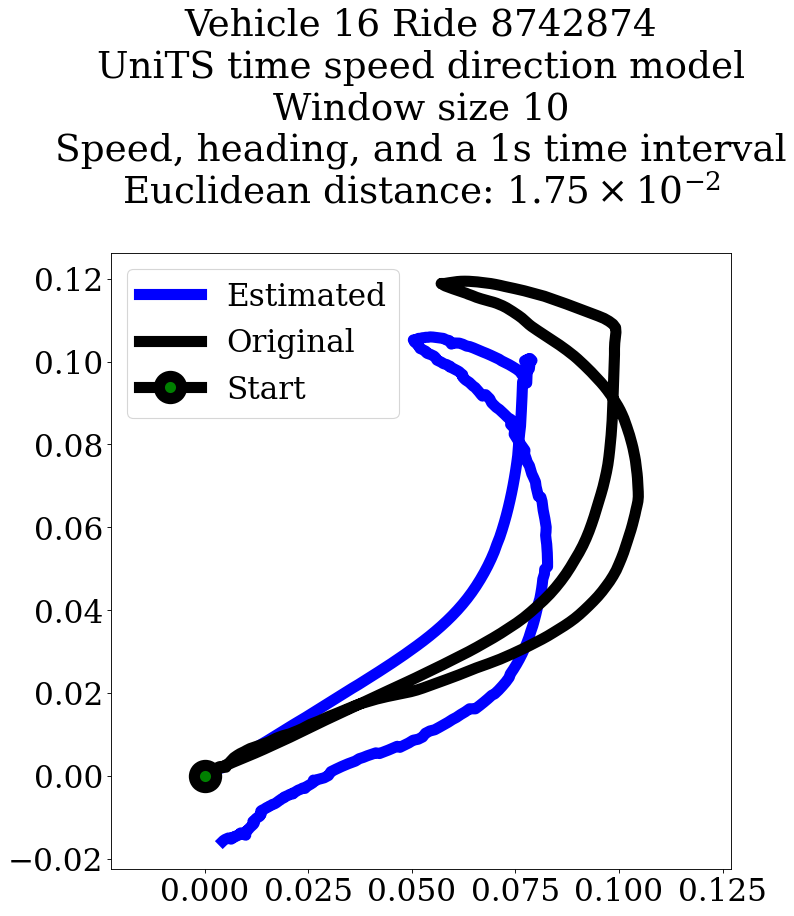 Vehicle 16 Ride 8742874
UniTS time speed direction model
Window size 10
Speed, heading, and a 1s time interval
Euclidean distance: 1.75 × 10⁻²
Estimated
Original
Start
0.12
0.10
0.08
0.06
0.04
0.02
0.00
−0.02
0.000 0.025 0.050 0.075 0.100 0.125